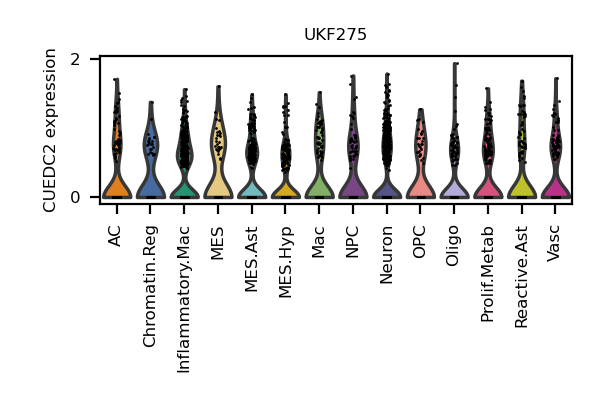 UKF275
CUEDC2 expression
2
0
AC
Chromatin.Reg
Inflammatory.Mac
MES
MES.Ast
MES.Hyp
Mac
NPC
Neuron
OPC
Oligo
Prolif.Metab
Reactive.Ast
Vasc